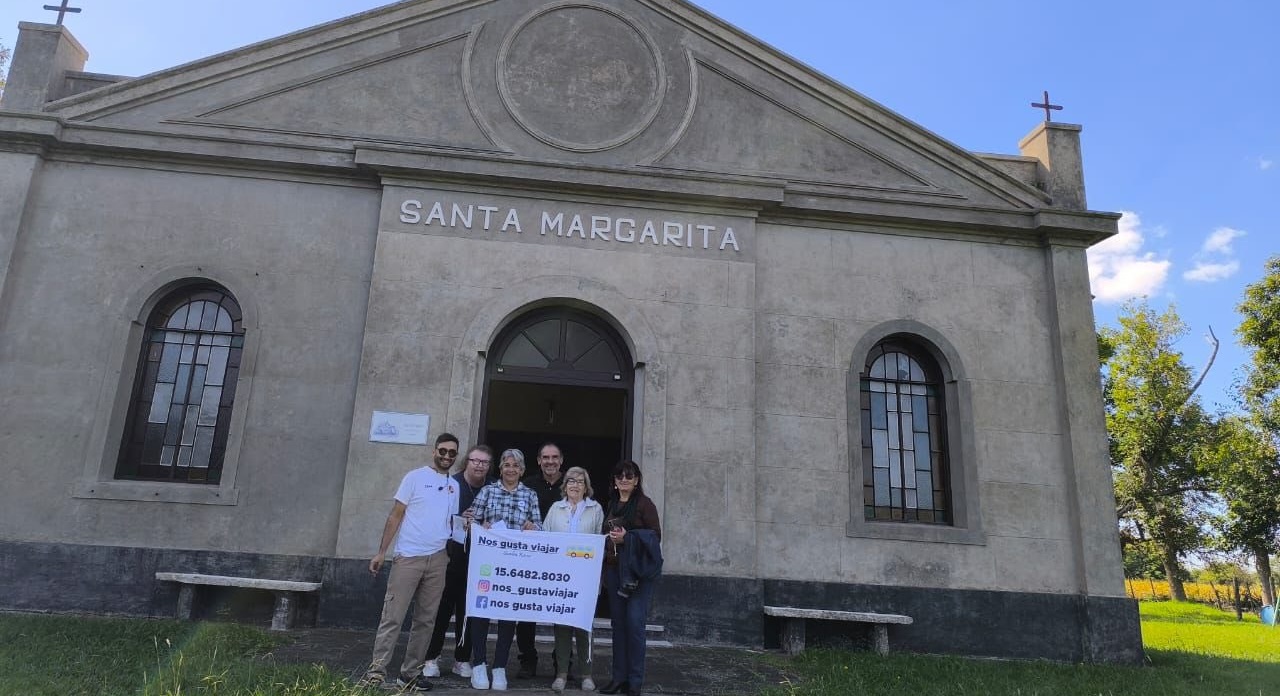 SANTA MARGARITA
Nos gusta viajar
15.6482.8030
nos_gustaviajar
nos gusta viajar